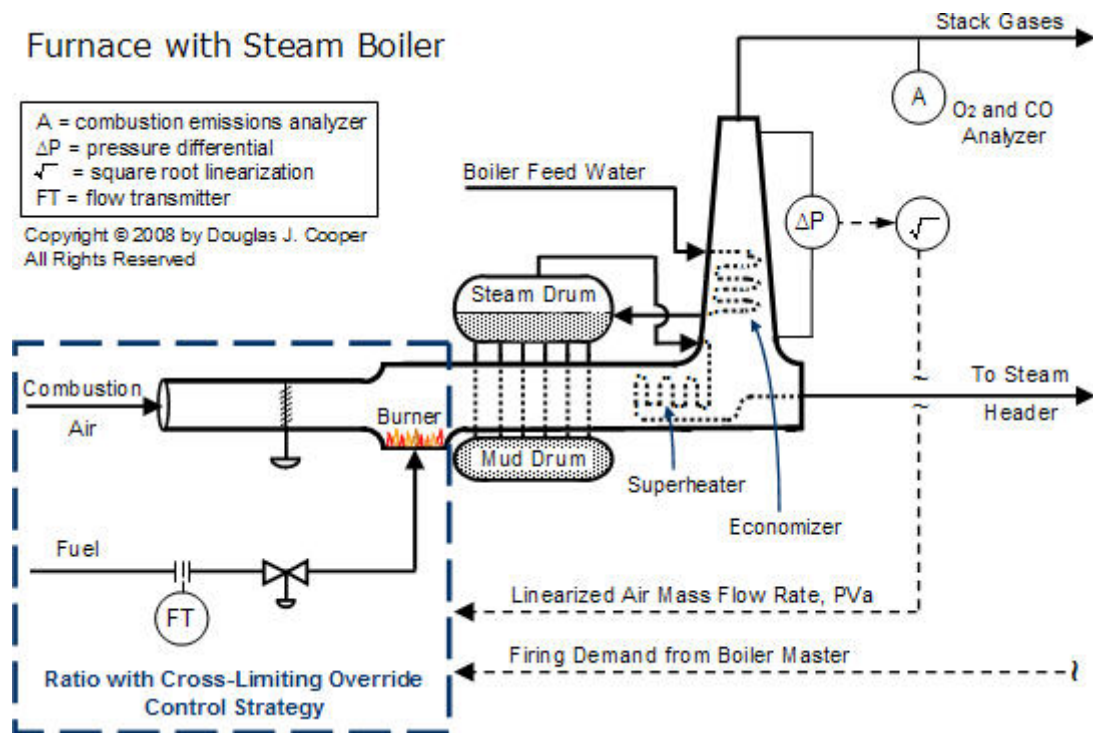 Furnace with Steam Boiler
A = combustion emissions analyzer
ΔP = pressure differential
√ = square root linearization
FT = flow transmitter
Copyright © 2008 by Douglas J. Cooper
All Rights Reserved
Stack Gases
A
O2 and CO
Analyzer
Boiler Feed Water
ΔP
√
Steam Drum
To Steam
Header
Combustion
Air
Burner
Mud Drum
Superheater
Economizer
Fuel
FT
Linearized Air Mass Flow Rate, PVa
Firing Demand from Boiler Master
Ratio with Cross-Limiting Override
Control Strategy